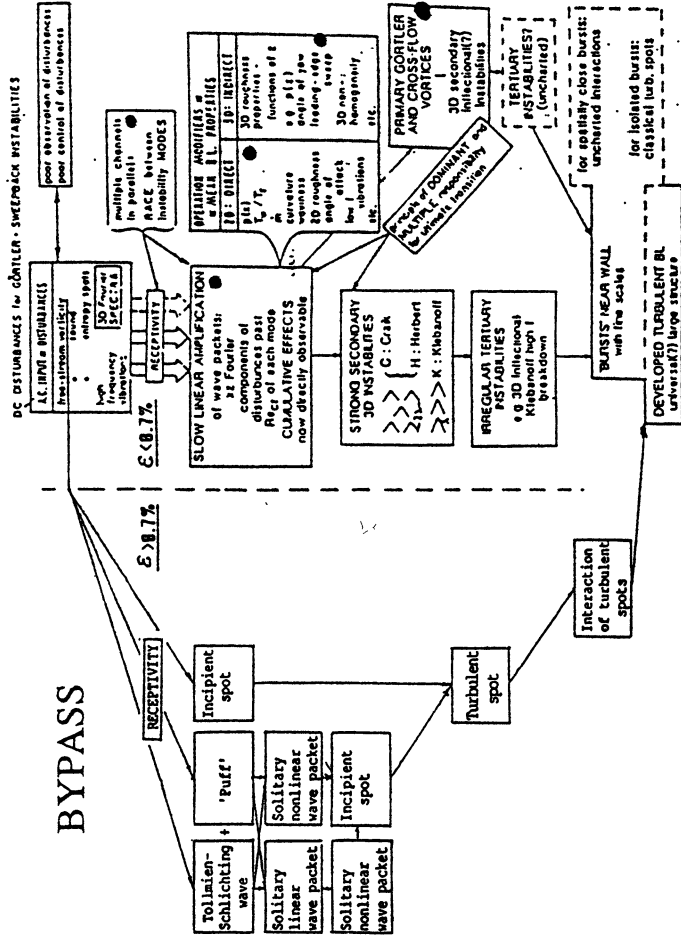 BYPASS
DC DISTURBANCES for GÖRTLER + SWEEPBACK INSTABILITIES
A.C. INPUT = DISTURBANCES
free-stream vorticity
sound
entropy spots
high
frequency
vibrations
3D Fourier
SPECTRA
poor observation of disturbances
poor control of disturbances
ε > 0.7%
ε < 0.7%
RECEPTIVITY
RECEPTIVITY
multiple channels
in parallel:
RACE between
Instability MODES
Tollmien-
Schlichting
wave
+
'Puff'
Incipient
spot
Solitary
linear
wave packet
Solitary
nonlinear
wave packet
Solitary
nonlinear
wave packet
Incipient
spot
Turbulent
spot
Interaction
of turbulent
spots
SLOW LINEAR AMPLIFICATION
of wave packets:
Fourier
components of
disturbances past
Re cr of each mode
CUMULATIVE EFFECTS
now directly observable
OPERATION MODIFIERS =
MEAN B.L. PROPERTIES
2D: DIRECT
p(x)
Tw / Tr
ṁ
curvature
waviness
2D roughness
angle of
attack
low f
vibrations
etc.
3D: INDIRECT
3D roughness
properties =
functions of z
e.g. p(z)
angle of yaw
leading-edge
sweep
3D non-
homogeneity
etc.
STRONG SECONDARY
3D INSTABILITIES
C : Craik
H : Herbert
K : Klebanoff
principle of DOMINANT and
MULTIPLE responsibility
for ultimate transition
PRIMARY GÖRTLER
AND CROSS-FLOW
VORTICES
3D secondary
inflectional(?)
instabilities
IRREGULAR TERTIARY
INSTABILITIES
e.g 3D Inflectional
Klebanoff high f
breakdown
TERTIARY
INSTABILITIES?
(uncharted)
'BURSTS' NEAR WALL
with fine scales
for spatially close bursts:
uncharted interactions
for isolated bursts:
classical turb. spots
DEVELOPED TURBULENT BL
universal(?) large structure